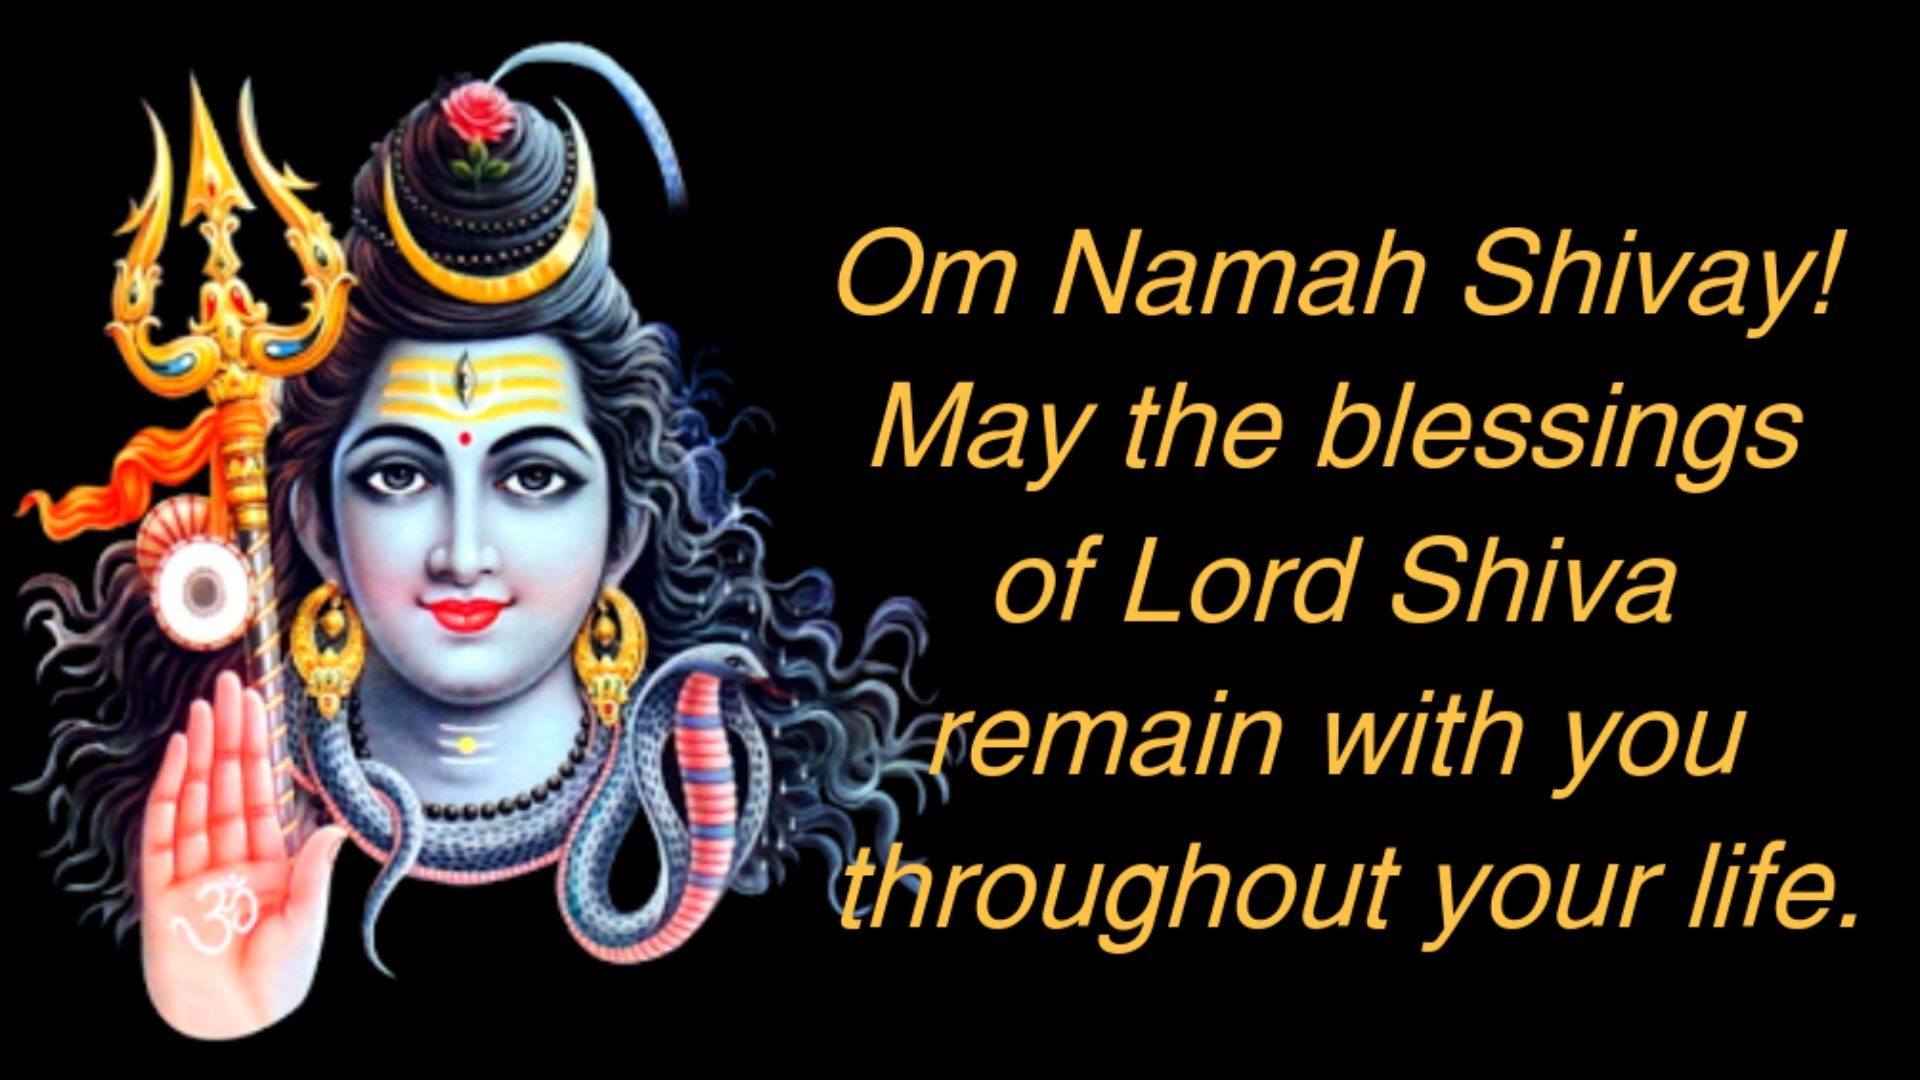 Om Namah Shivay!
May the blessings
of Lord Shiva
remain with you
throughout your life.
ॐ